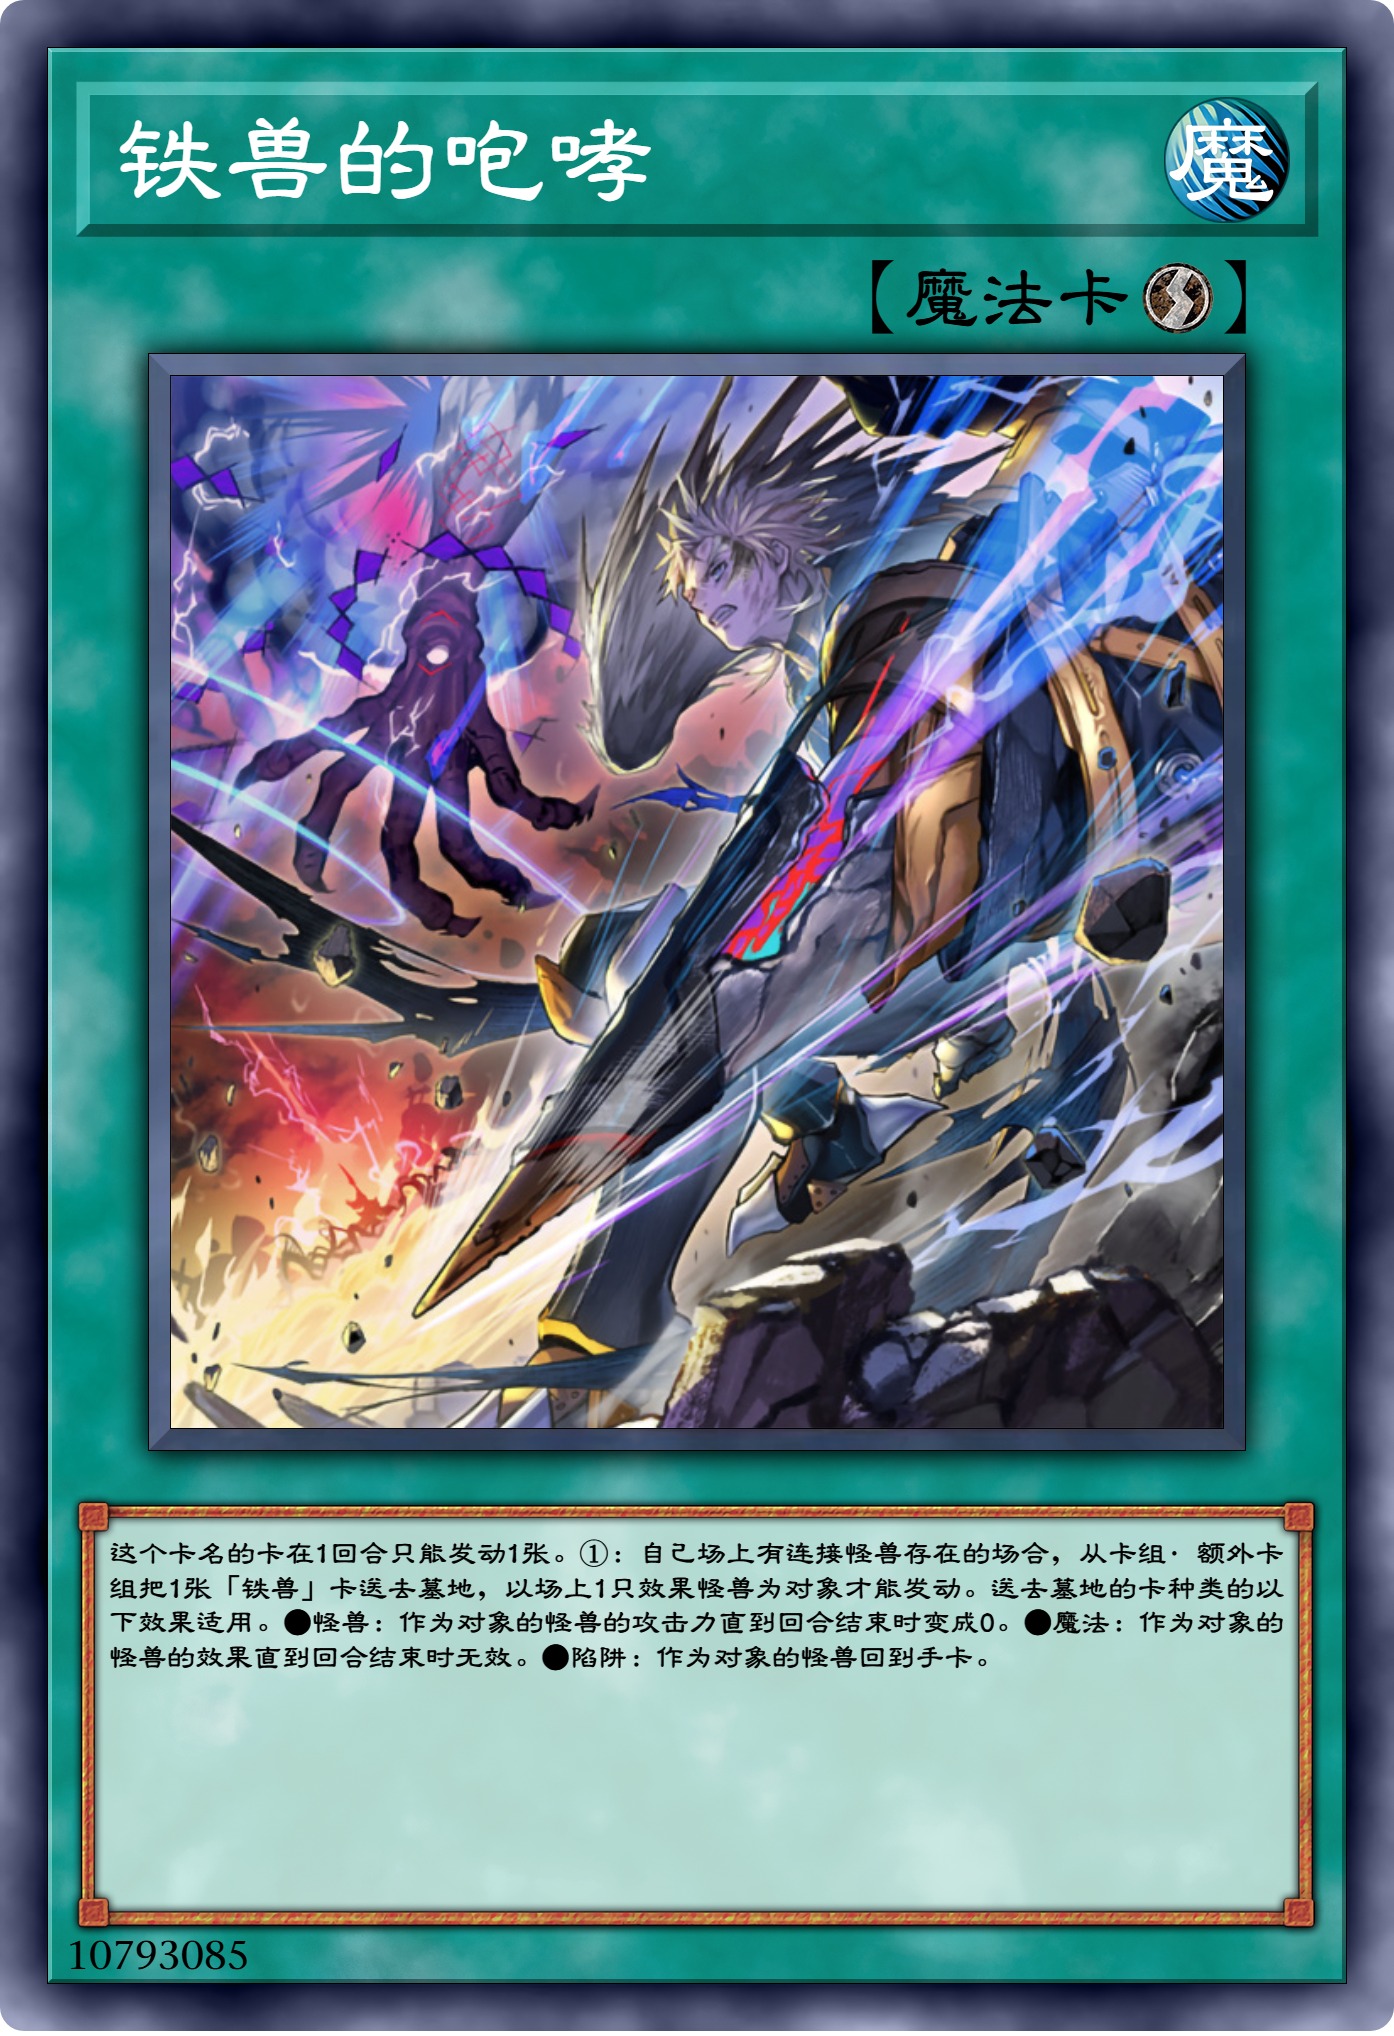 铁兽的咆哮
魔
【魔法卡】
这个卡名的卡在1回合只能发动1张。①：自己场上有连接怪兽存在的场合，从卡组·额外卡
组把1张「铁兽」卡送去墓地，以场上1只效果怪兽为对象才能发动。送去墓地的卡种类的以
下效果适用。●怪兽：作为对象的怪兽的攻击力直到回合结束时变成0。●魔法：作为对象的
怪兽的效果直到回合结束时无效。●陷阱：作为对象的怪兽回到手卡。
10793085